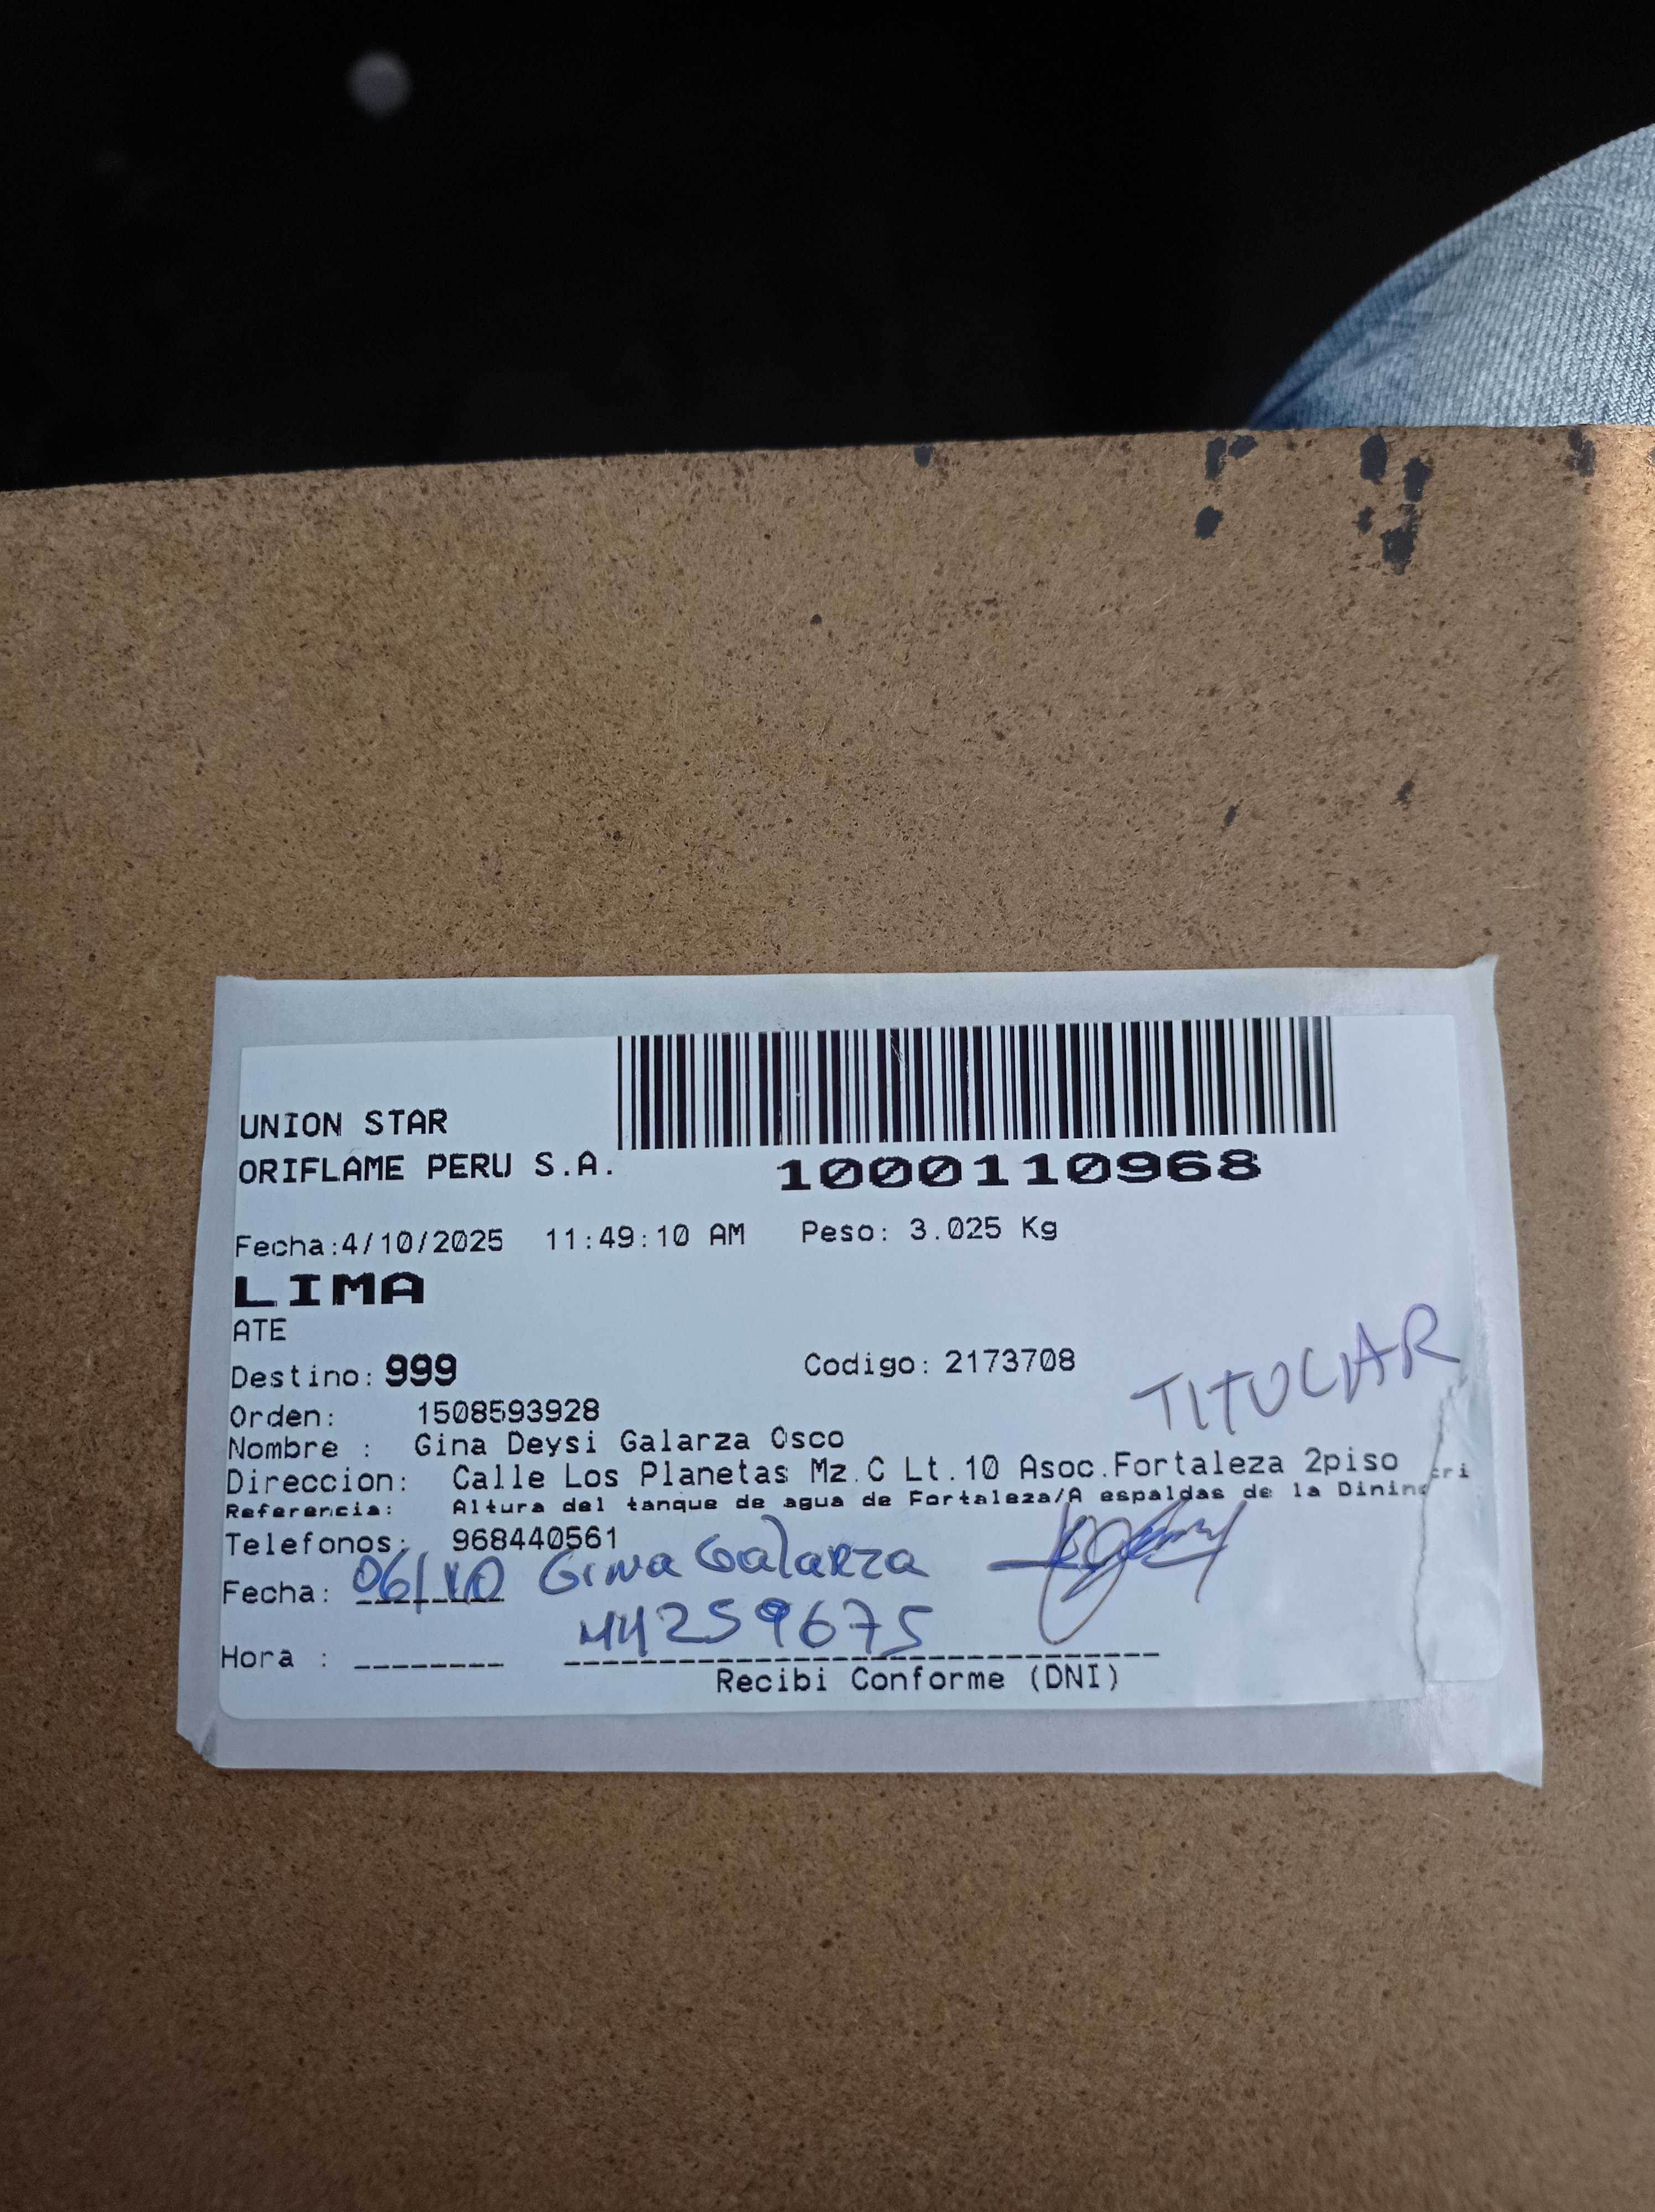 UNION STAR
ORIFLAME PERU S.A.
1000110968
Fecha:4/10/2025 11:49:10 AM Peso: 3.025 Kg
LIMA
ATE
Destino: 999 Codigo: 2173708
TITULAR
Orden: 1508593928
Nombre : Gina Deysi Galarza Osco
Direccion: Calle Los Planetas Mz.C Lt.10 Asoc.Fortaleza 2piso
Referencia: Altura del tanque de agua de Fortaleza/A espaldas de la
Telefonos: 968440561
Fecha: 06/10 Gina Galarza
44259675
Hora :
Recibi Conforme (DNI)